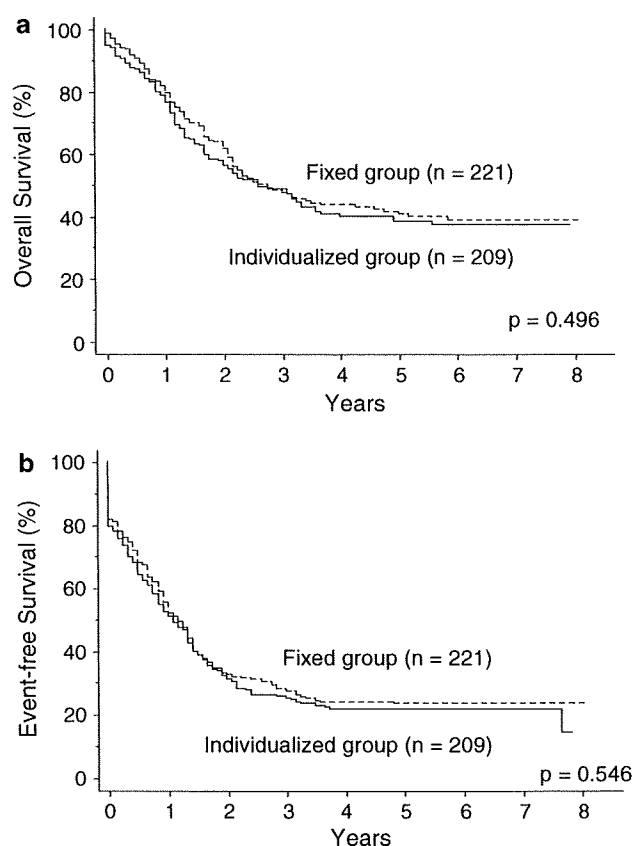 a
Overall Survival (%)
100
80
60
40
20
0
Fixed group (n = 221)
Individualized group (n = 209)
p = 0.496
0 1 2 3 4 5 6 7 8
Years
b
Event-free Survival (%)
100
80
60
40
20
0
Fixed group (n = 221)
Individualized group (n = 209)
p = 0.546
0 1 2 3 4 5 6 7 8
Years